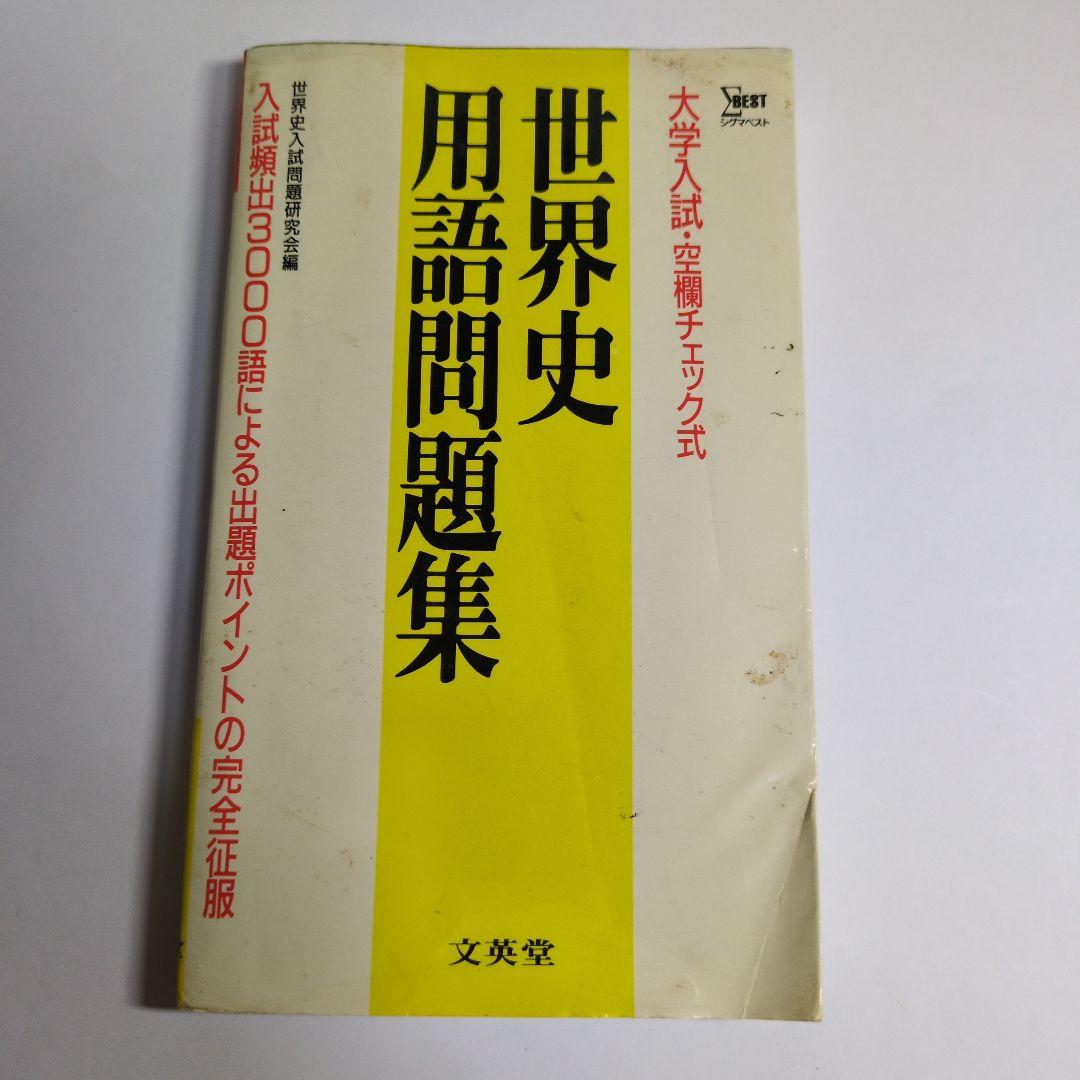 ΣBEST
シグマベスト
大学入試・空欄チェック式
世界史
用語問題集
世界史入試問題研究会編
入試頻出3000語による出題ポイントの完全征服
文英堂